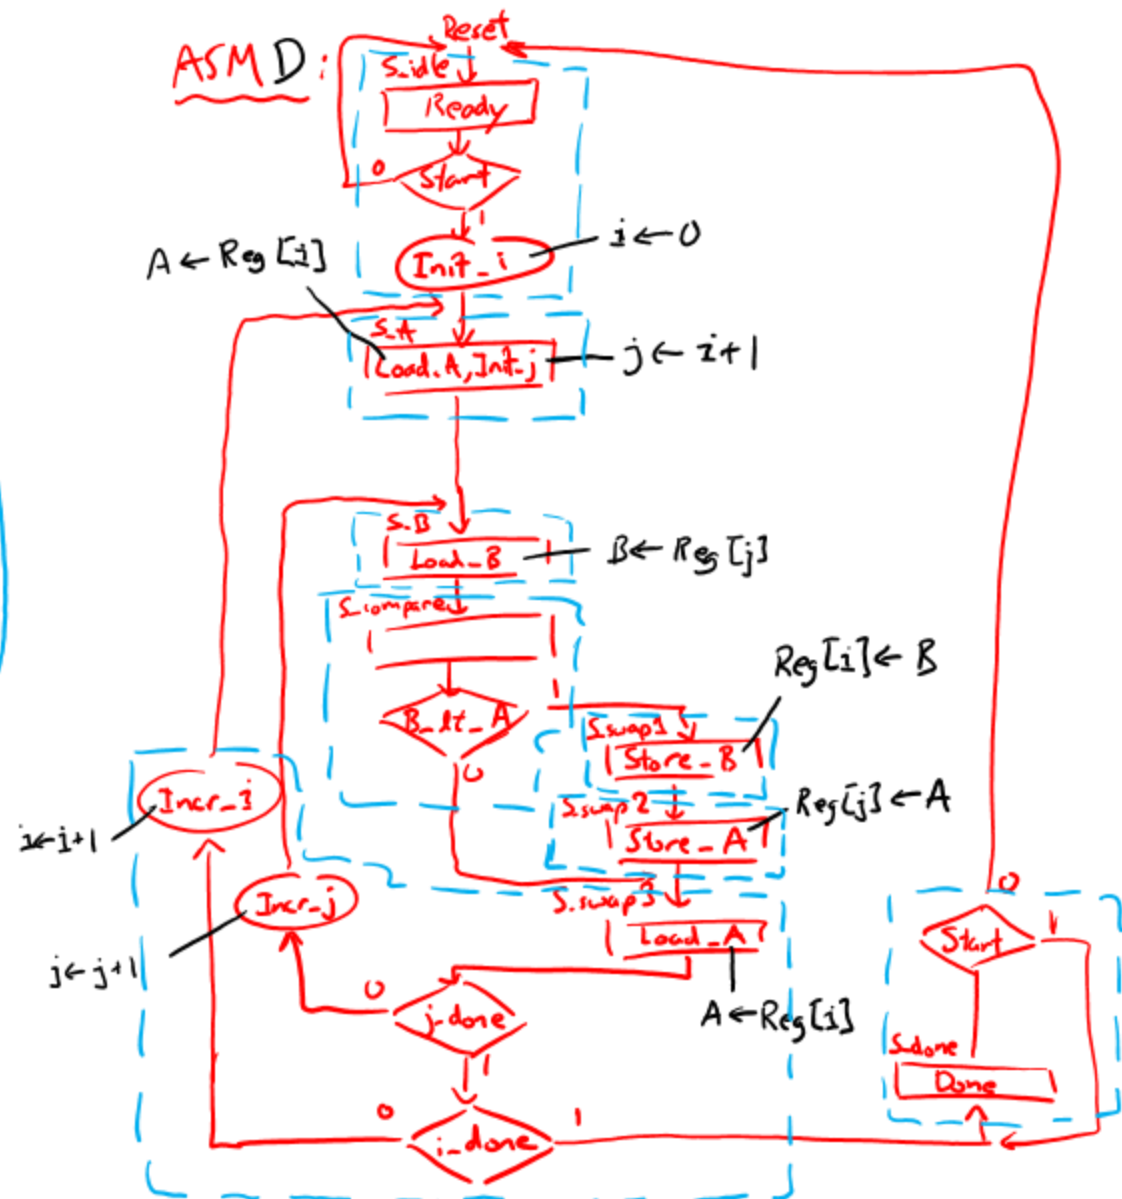 ASMD:
Reset
S_idle
Ready
0
Start
1
Init_i
i ← 0
A ← Reg[i]
S_A
Load_A, Init_j
j ← i+1
S_B
Load_B
B ← Reg[j]
S_compare
B_lt_A
1
0
Reg[i] ← B
S_swap1
Store_B
S_swap2
Store_A
Reg[j] ← A
Incr_i
i ← i+1
Incr_j
j ← j+1
S_swap3
Load_A
A ← Reg[i]
0
j_done
1
0
i_done
1
0
Start
1
S_done
Done